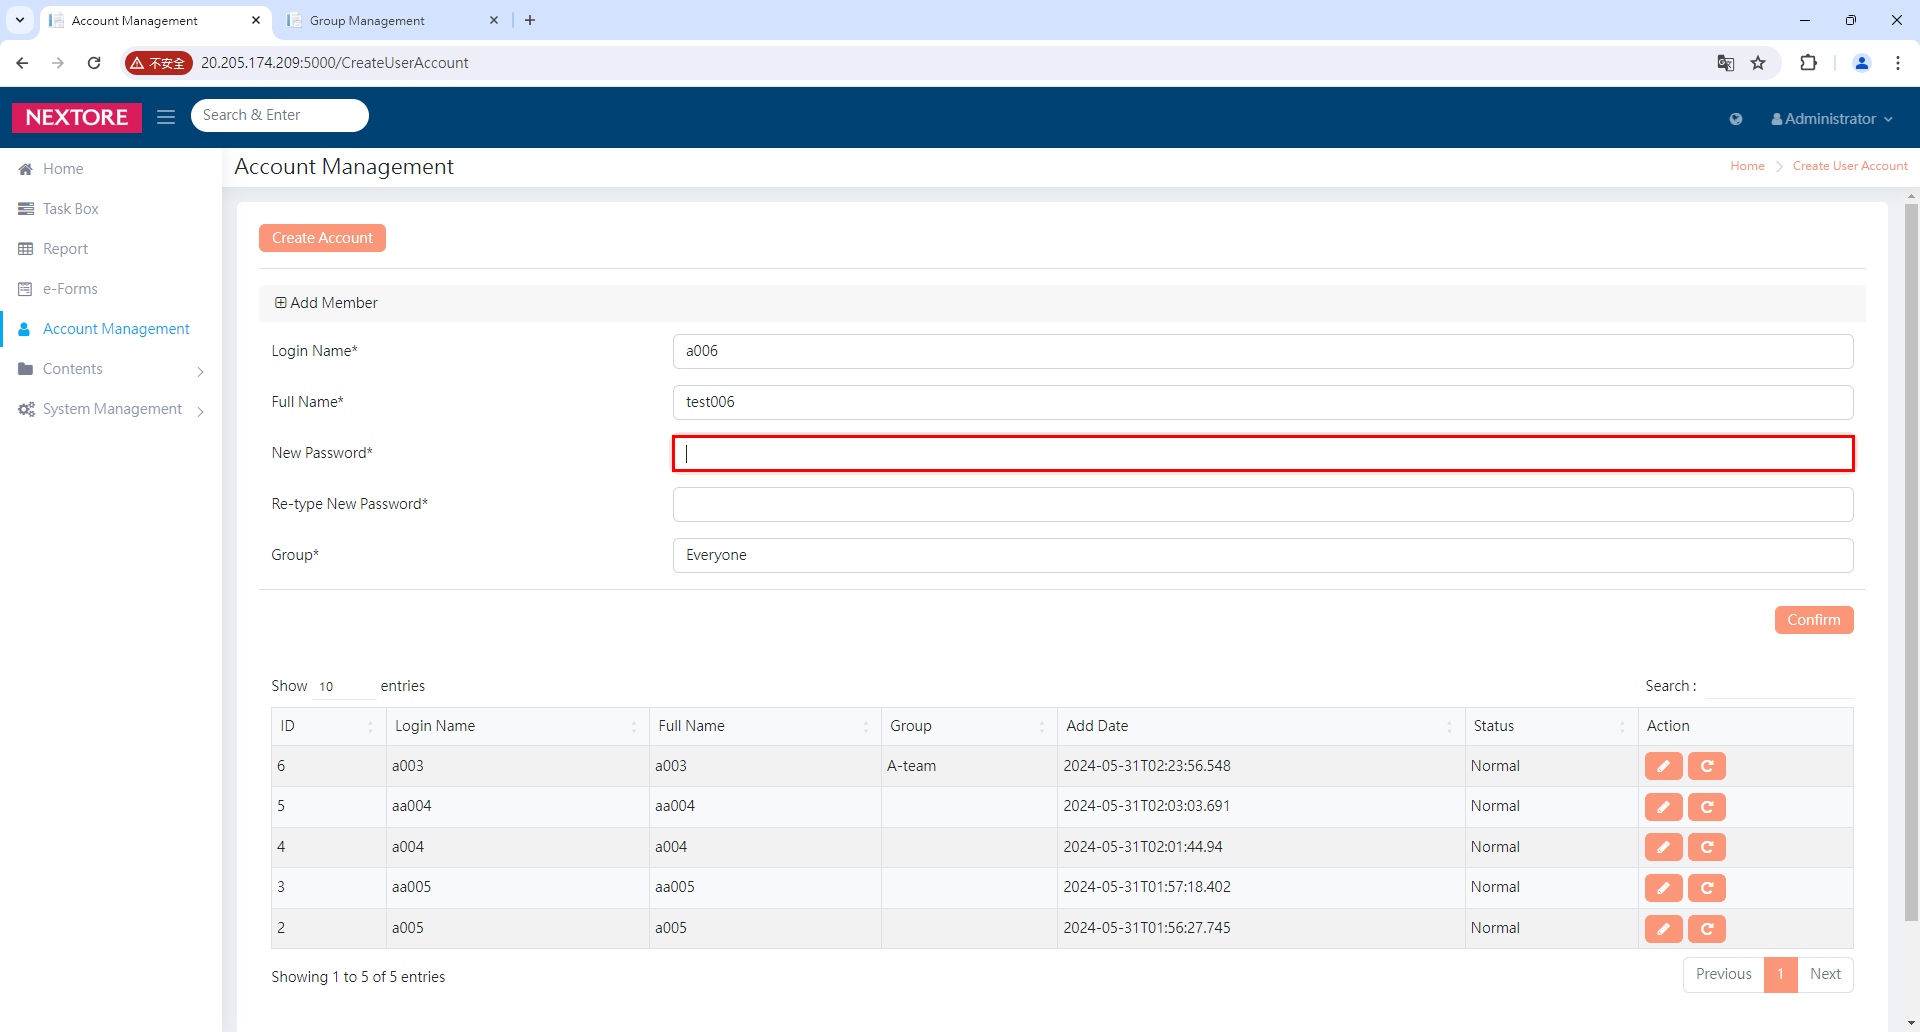 Account Management
Group Management
不安全
20.205.174.209:5000/CreateUserAccount
NEXTORE
Search & Enter
Administrator
Home
Task Box
Report
e-Forms
Account Management
Contents
System Management
Account Management
Home
Create User Account
Create Account
Add Member
Login Name*
a006
Full Name*
test006
New Password*
Re-type New Password*
Group*
Everyone
Confirm
Show 10 entries
Search :
ID Login Name Full Name Group Add Date Status Action
6 a003 a003 A-team 2024-05-31T02:23:56.548 Normal
5 aa004 aa004 2024-05-31T02:03:03.691 Normal
4 a004 a004 2024-05-31T02:01:44.94 Normal
3 aa005 aa005 2024-05-31T01:57:18.402 Normal
2 a005 a005 2024-05-31T01:56:27.745 Normal
Showing 1 to 5 of 5 entries
Previous 1 Next